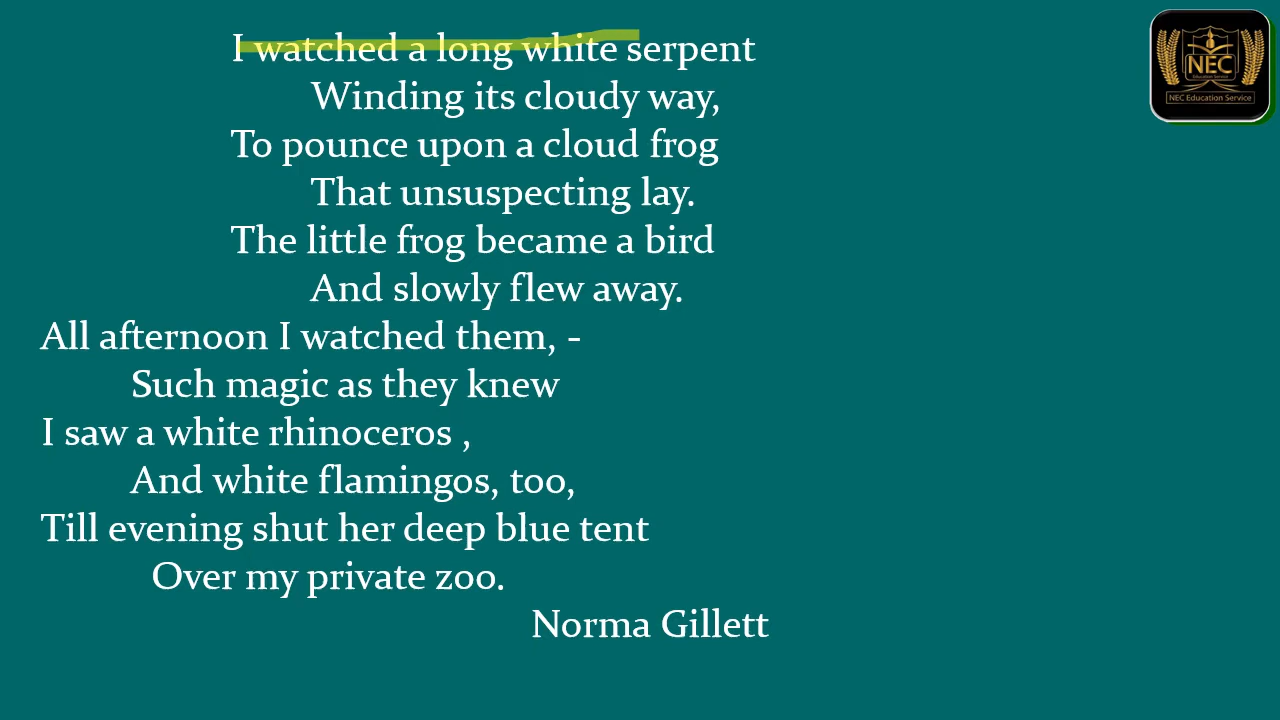 I watched a long white serpent
Winding its cloudy way,
To pounce upon a cloud frog
That unsuspecting lay.
The little frog became a bird
And slowly flew away.
All afternoon I watched them, -
Such magic as they knew
I saw a white rhinoceros ,
And white flamingos, too,
Till evening shut her deep blue tent
Over my private zoo.
Norma Gillett
NEC
Education Service
NEC Education Service